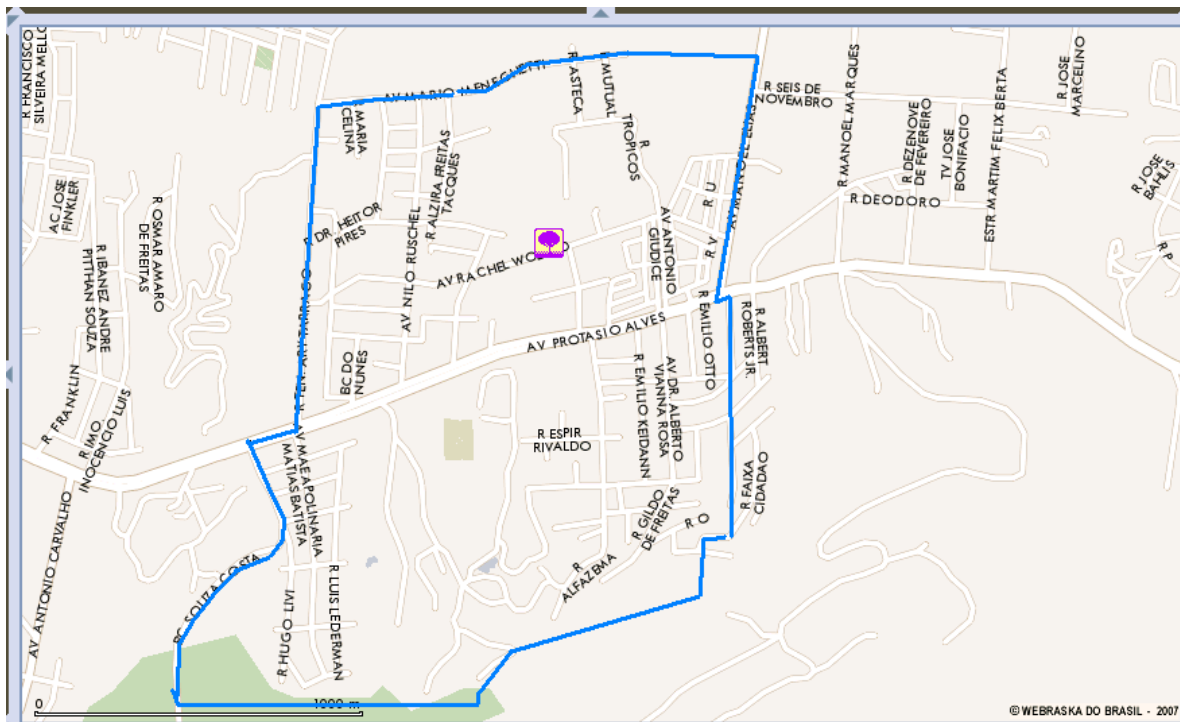 R FRANCISCO
SILVEIRA MELLO
AC JOSE
FINKLER
R OSMAR AMARO
DE FREITAS
R IBANEZ ANDRE
PITTHAN SOUZA
R FRANKLIN
R IMO.
INOCENCIO LUIS
AV ANTONIO CARVALHO
AV MARIO MENEGHETTI
R MARIA
CELINA
R ALZIRA FREITAS
TACQUES
R ASTECA
R MUTUAL
R
TROPICOS
R DR. HEITOR
PIRES
AV NILO RUSCHEL
AV RACHEL
AV ANTONIO
GIUDICE
R U
R V
AV MANOEL ELIAS
R SEIS DE
NOVEMBRO
R MANOEL MARQUES
R DEZENOVE
DE FEVEREIRO
TV JOSE
BONIFACIO
ESTR MARTIM FELIX BERTA
R JOSE
MARCELINO
R JOSE
BAHLIS
R DEODORO
R P
R TEN. ARY TARRAGO
BC DO
NUNES
AV PROTASIO ALVES
R EMILIO OTTO
R ALBERT
ROBERTS JR.
R EMILIO KEIDANN
AV DR. ALBERTO
VIANNA ROSA
R ESPIR
RIVALDO
AV MAE APOLINARIA
MATIAS BATISTA
R FAIXA
CIDADAO
R GILDO
DE FREITAS
R O
R
ALFAZEMA
BC SOUZA COSTA
R HUGO LIVI
R LUIS LEDERMAN
0
1000 m
© WEBRASKA DO BRASIL - 2007